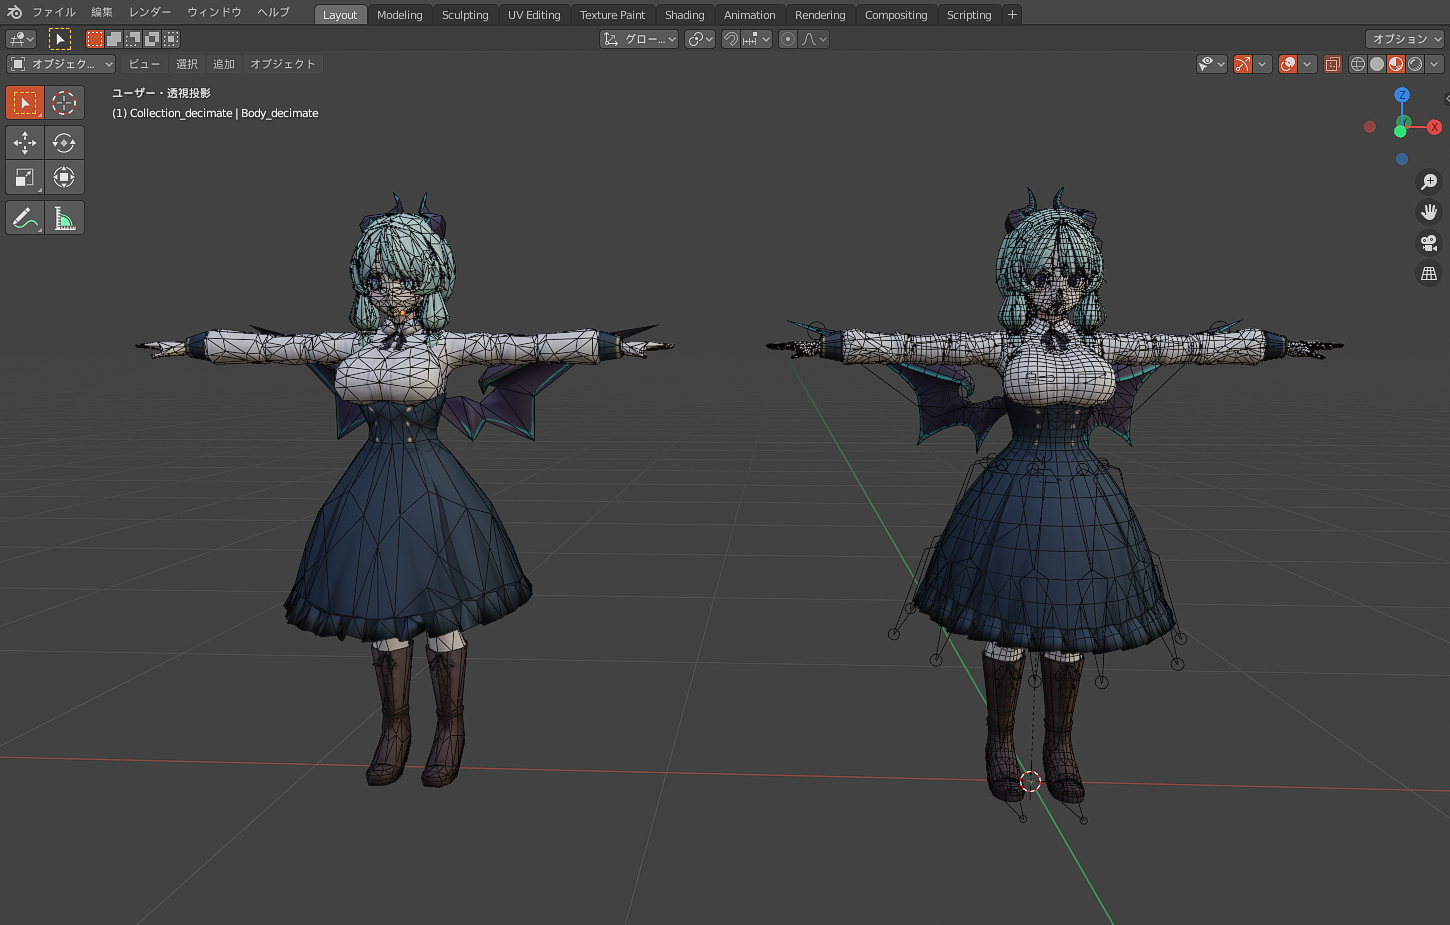 ファイル 編集 レンダー ウィンドウ ヘルプ Layout Modeling Sculpting UV Editing Texture Paint Shading Animation Rendering Compositing Scripting +
グロー... オプション
オブジェク... ビュー 選択 追加 オブジェクト
ユーザー・透視投影
(1) Collection_decimate | Body_decimate
Z
Y
X